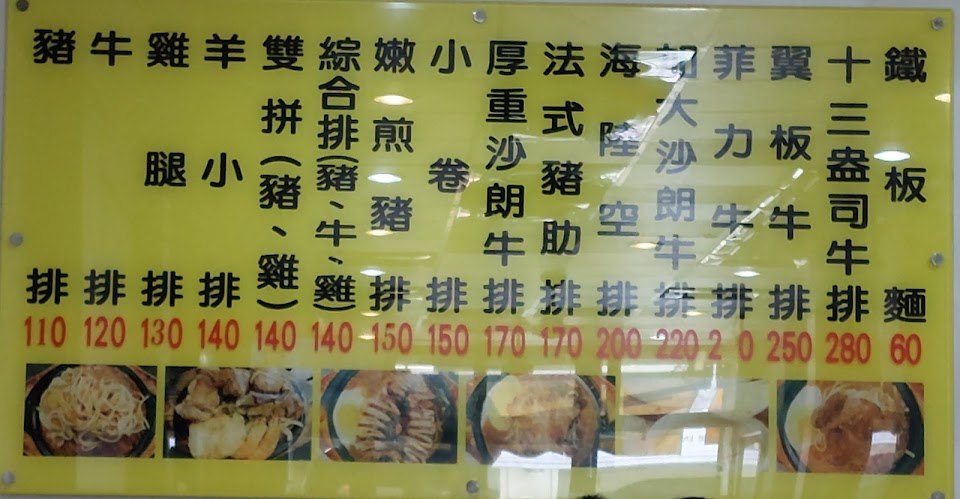 豬排 110
牛排 120
雞腿排 130
羊小排 140
雙拼(豬、雞) 140
綜合排(豬、牛、雞) 140
嫩煎豬排 150
小卷排 150
厚重沙朗牛排 170
法式豬肋排 170
海陸空排 200
加大沙朗牛排 220
菲力牛排 2 0
翼板牛排 250
十三盎司牛排 280
鐵板麵 60